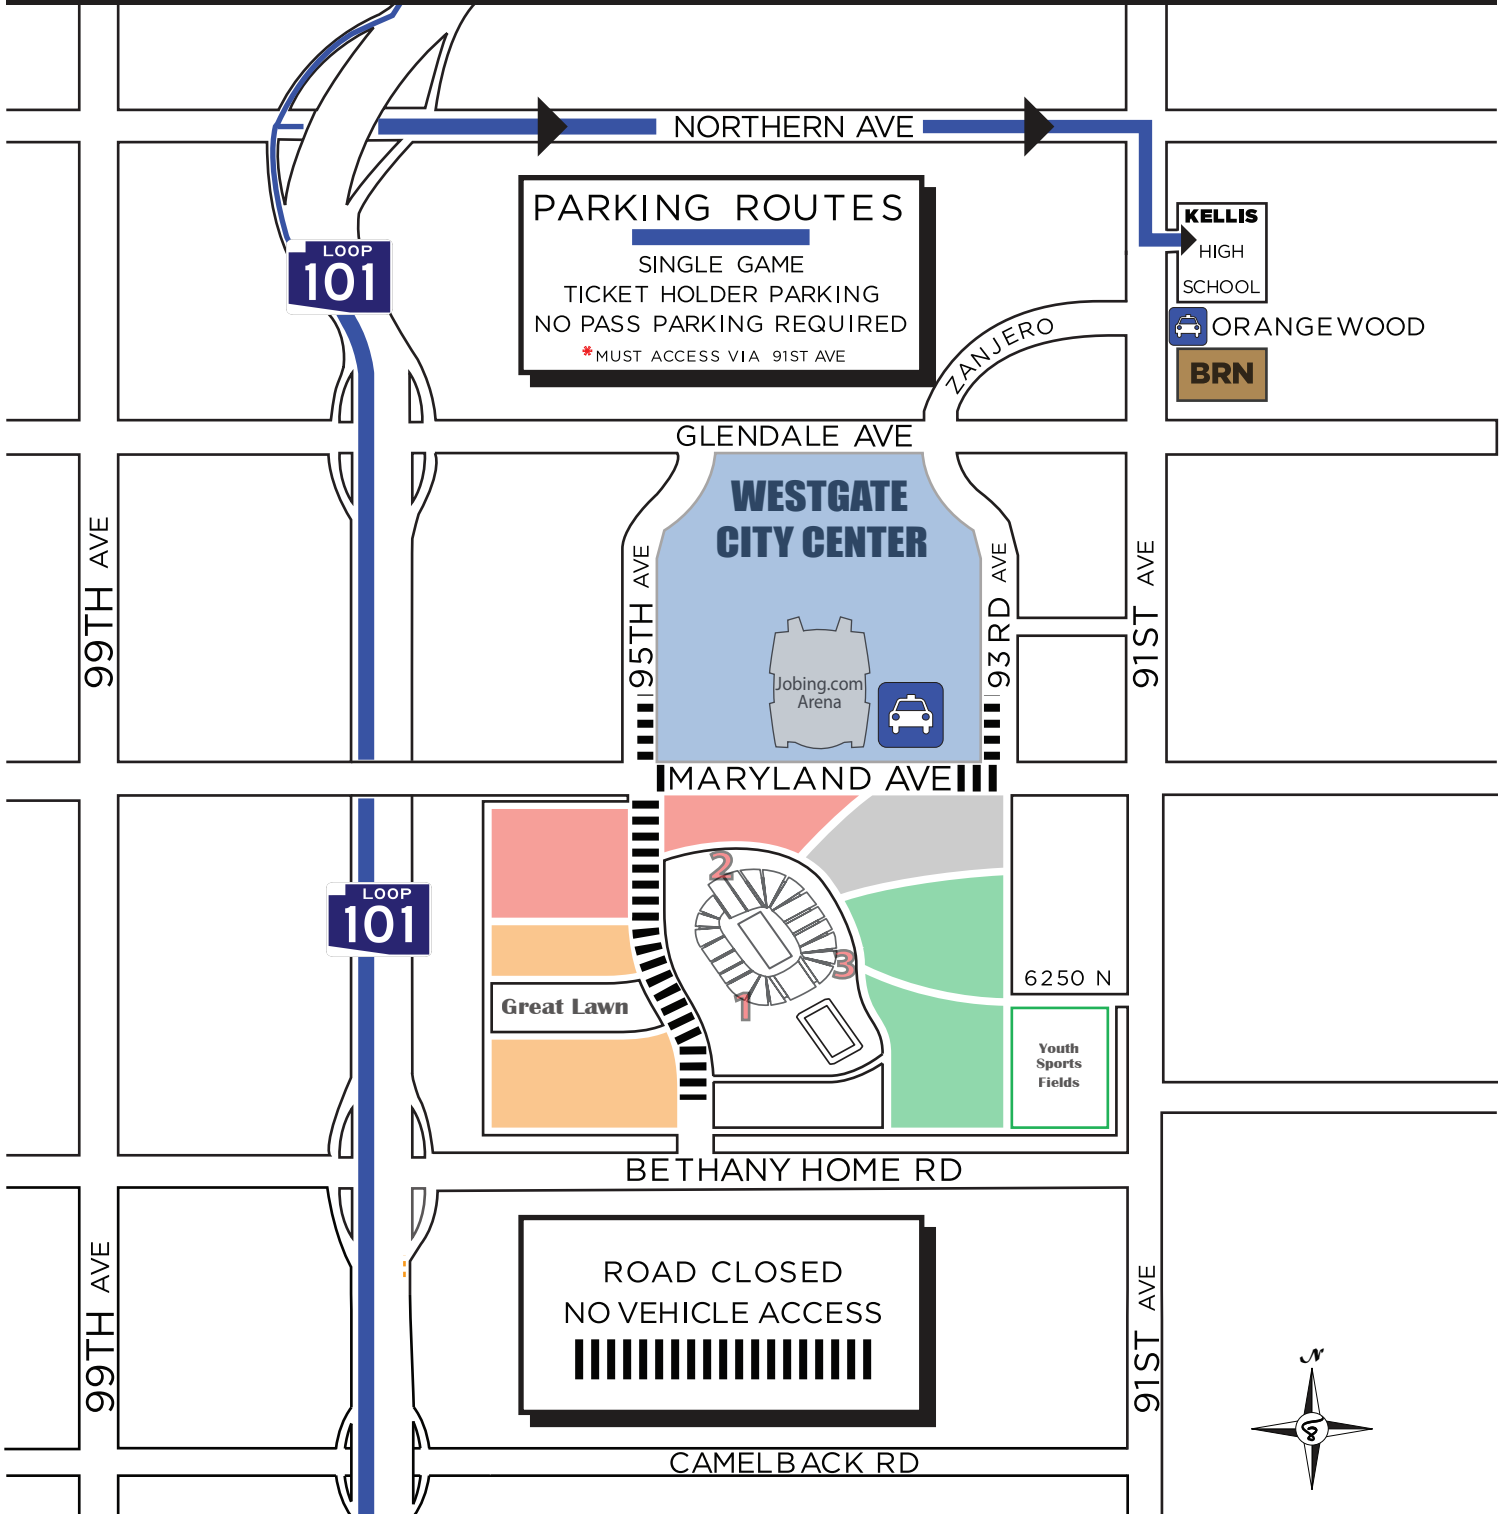 NORTHERN AVE
PARKING ROUTES
SINGLE GAME
TICKET HOLDER PARKING
NO PASS PARKING REQUIRED
*MUST ACCESS VIA 91ST AVE
KELLIS
HIGH
SCHOOL
LOOP
101
ORANGEWOOD
BRN
ZANJERO
GLENDALE AVE
WESTGATE
CITY CENTER
99TH AVE
95TH AVE
93RD AVE
91ST AVE
Jobing.com
Arena
MARYLAND AVE
2
3
1
LOOP
101
6250 N
Great Lawn
Youth
Sports
Fields
BETHANY HOME RD
ROAD CLOSED
NO VEHICLE ACCESS
99TH AVE
91ST AVE
N
CAMELBACK RD